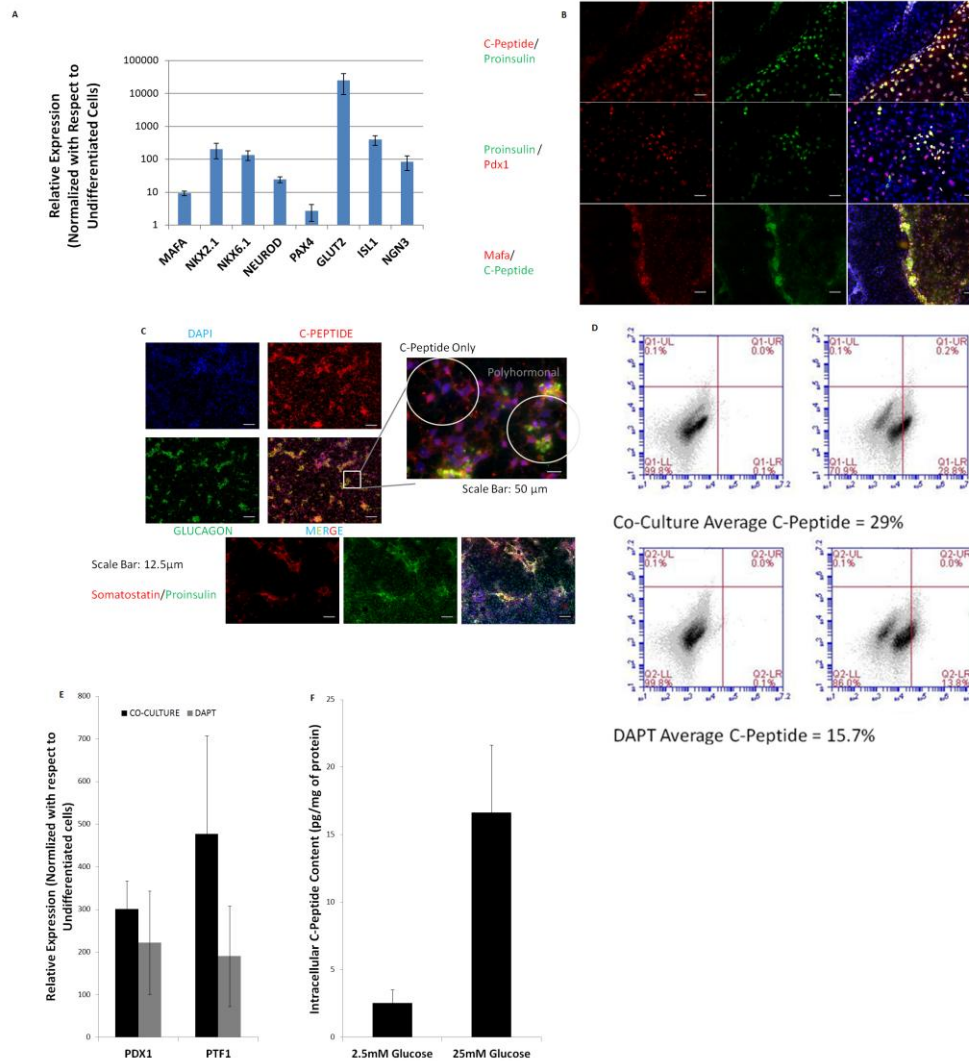 A
Relative Expression
(Normalized with Respect to
Undifferentiated Cells)
100000
10000
1000
100
10
1
MAFA
NKX2.1
NKX6.1
NEUROD
PAX4
GLUT2
ISL1
NGN3
B
C-Peptide/
Proinsulin
Proinsulin/
Pdx1
Mafa/
C-Peptide
C
DAPI
C-PEPTIDE
GLUCAGON
MERGE
C-Peptide Only
Polyhormonal
Scale Bar: 50 µm
Scale Bar: 12.5µm
Somatostatin/Proinsulin
D
Q1-UL
0.1%
Q1-UR
0.0%
Q1-LL
99.8%
Q1-LR
0.1%
Q1-UL
0.1%
Q1-UR
0.2%
Q1-LL
70.9%
Q1-LR
28.8%
Co-Culture Average C-Peptide = 29%
Q2-UL
0.1%
Q2-UR
0.0%
Q2-LL
99.8%
Q2-LR
0.1%
Q2-UL
0.1%
Q2-UR
0.0%
Q2-LL
86.0%
Q2-LR
13.8%
DAPT Average C-Peptide = 15.7%
E
Relative Expression (Normlized with respect to
Undifferentiated cells)
800
700
600
500
400
300
200
100
0
CO-CULTURE
DAPT
PDX1
PTF1
F
Intracellular C-Peptide Content (pg/mg of protein)
25
20
15
10
5
0
2.5mM Glucose
25mM Glucose